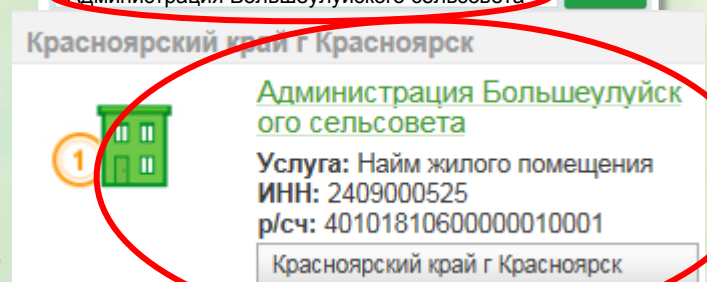 Администрация Большеулуйского сельсовета
Красноярский край г Красноярск
Администрация Большеулуйск
ого сельсовета
1
Услуга: Найм жилого помещения
ИНН: 2409000525
р/сч: 40101810600000010001
Красноярский край г Красноярск